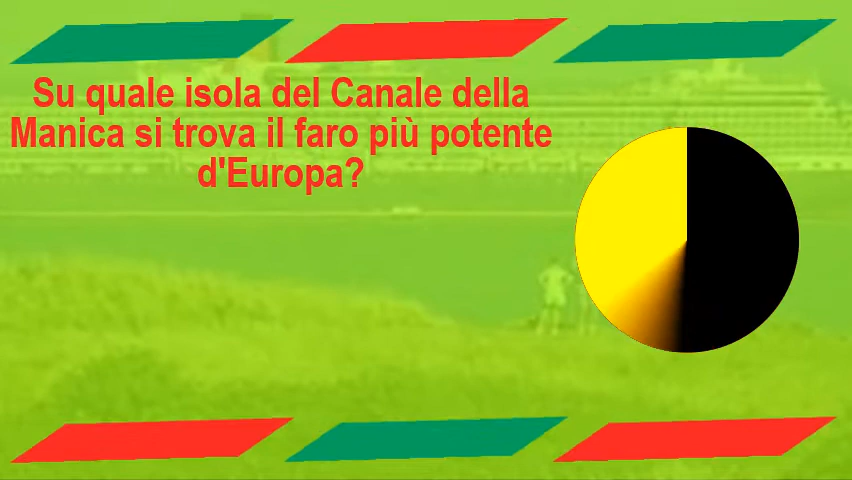 Su quale isola del Canale della
Manica si trova il faro più potente
d'Europa?